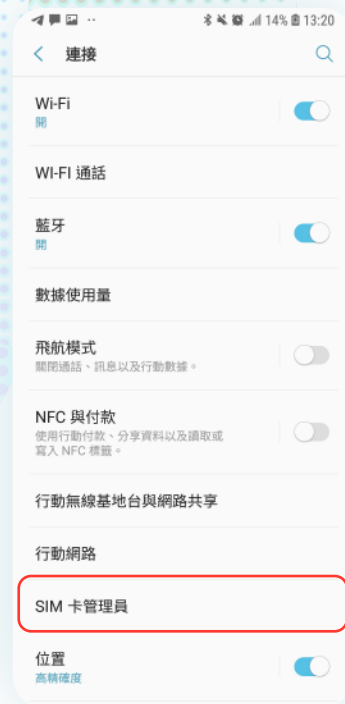 14% 13:20
連接
Wi-Fi
開
WI-FI 通話
藍牙
開
數據使用量
飛航模式
關閉通話、訊息以及行動數據。
NFC 與付款
使用行動付款、分享資料以及讀取或
寫入 NFC 標籤。
行動無線基地台與網路共享
行動網路
SIM 卡管理員
位置
高精確度